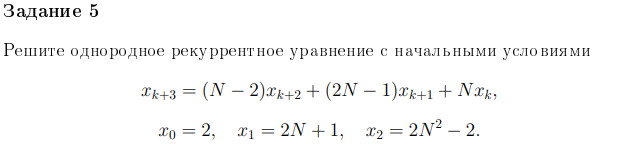 Задание 5
Решите однородное рекуррентное уравнение с начальными условиями
x_{k+3} = (N − 2)x_{k+2} + (2N − 1)x_{k+1} + Nx_k,
x_0 = 2, x_1 = 2N + 1, x_2 = 2N^2 − 2.